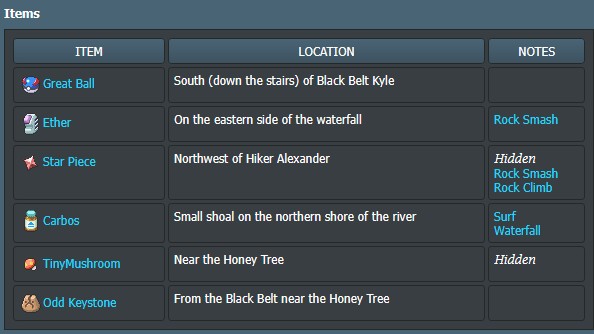 Items
ITEM LOCATION NOTES
Great Ball South (down the stairs) of Black Belt Kyle
Ether On the eastern side of the waterfall Rock Smash
Star Piece Northwest of Hiker Alexander Hidden
Rock Smash
Rock Climb
Carbos Small shoal on the northern shore of the river Surf
Waterfall
TinyMushroom Near the Honey Tree Hidden
Odd Keystone From the Black Belt near the Honey Tree